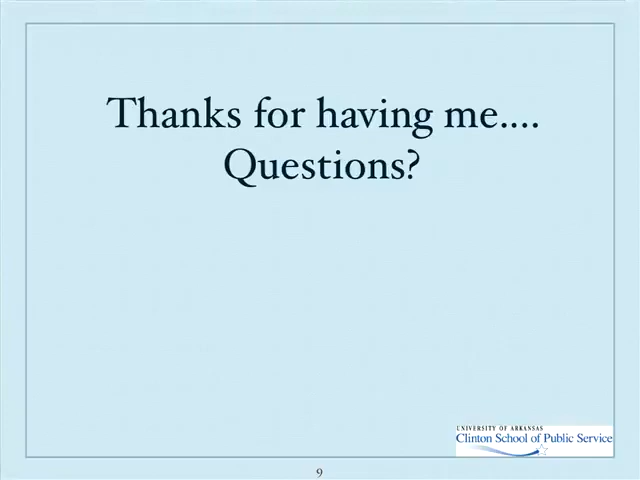 Thanks for having me....
Questions?
UNIVERSITY OF ARKANSAS
Clinton School of Public Service
9